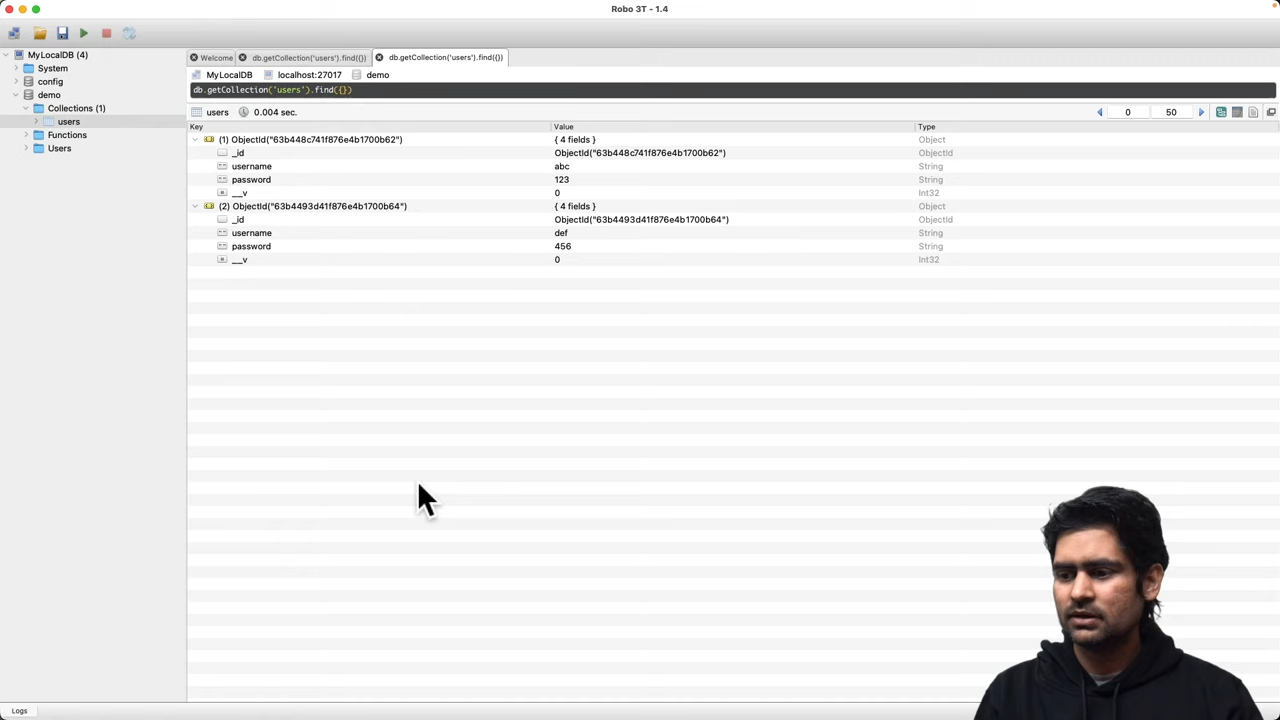 Robo 3T - 1.4
MyLocalDB (4)
System
config
demo
Collections (1)
users
Functions
Users
Welcome
db.getCollection('users').find({})
db.getCollection('users').find({})
MyLocalDB localhost:27017 demo
db.getCollection('users').find({})
users 0.004 sec. 0 50
Key Value Type
(1) ObjectId("63b448c741f876e4b1700b62") { 4 fields } Object
_id ObjectId("63b448c741f876e4b1700b62") ObjectId
username abc String
password 123 String
__v 0 Int32
(2) ObjectId("63b4493d41f876e4b1700b64") { 4 fields } Object
_id ObjectId("63b4493d41f876e4b1700b64") ObjectId
username def String
password 456 String
__v 0 Int32
Logs